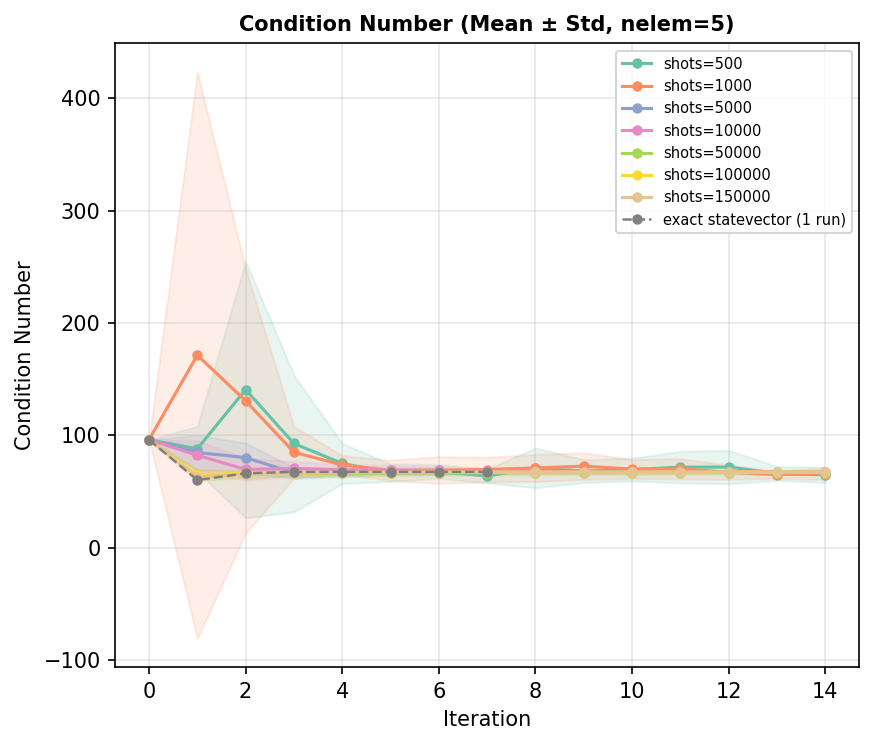 Condition Number (Mean ± Std, nelem=5)
Condition Number
400
300
200
100
0
−100
0
2
4
6
8
10
12
14
Iteration
shots=500
shots=1000
shots=5000
shots=10000
shots=50000
shots=100000
shots=150000
exact statevector (1 run)